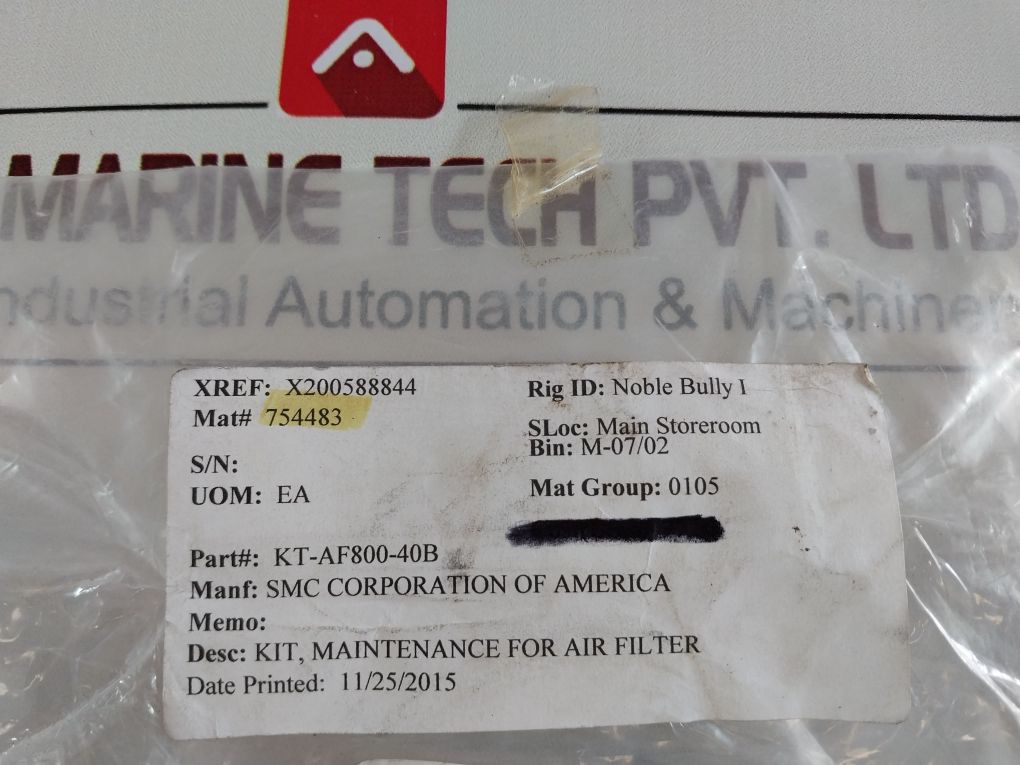 MARINE TECH PVT. LTD
ndustrial Automation & Machiner
XREF: X200588844
Mat# 754483
S/N:
UOM: EA
Rig ID: Noble Bully I
SLoc: Main Storeroom
Bin: M-07/02
Mat Group: 0105
Part#: KT-AF800-40B
Manf: SMC CORPORATION OF AMERICA
Memo:
Desc: KIT, MAINTENANCE FOR AIR FILTER
Date Printed: 11/25/2015